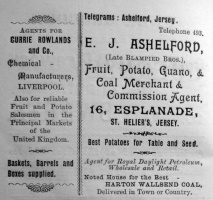 AGENTS FOR
CURRIE ROWLANDS
and Co.,
Chemical
Manufacturers,
LIVERPOOL.
Also for reliable
Fruit and Potato
Salesmen in the
Principal Markets
of the
United Kingdom.
Baskets, Barrels and
Boxes supplied.
Telegrams: Ashelford, Jersey.
Telephone 493.
E. J. ASHELFORD,
(Late BLAMPIED BROS.),
Fruit, Potato, Guano, &
Coal Merchant &
Commission Agent,
16, ESPLANADE,
ST. HELIER'S, JERSEY.
Best Potatoes for Table and Seed.
Agent for Royal Daylight Petroleum,
Wholesale and Retail.
Noted House for the Best
HARTON WALLSEND COAL,
Delivered in Town or Country.